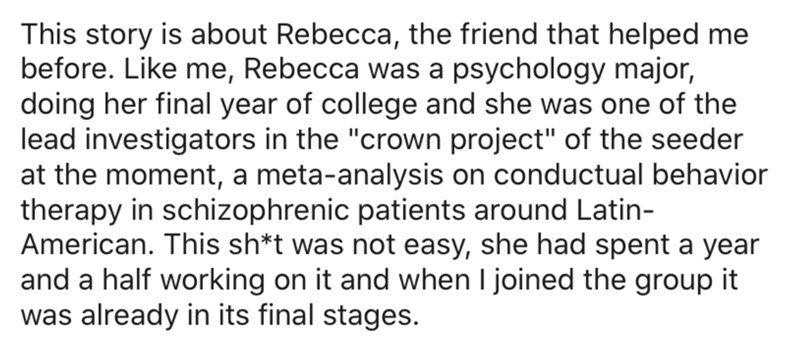 This story is about Rebecca, the friend that helped me
before. Like me, Rebecca was a psychology major,
doing her final year of college and she was one of the
lead investigators in the "crown project" of the seeder
at the moment, a meta-analysis on conductual behavior
therapy in schizophrenic patients around Latin-
American. This sh*t was not easy, she had spent a year
and a half working on it and when I joined the group it
was already in its final stages.